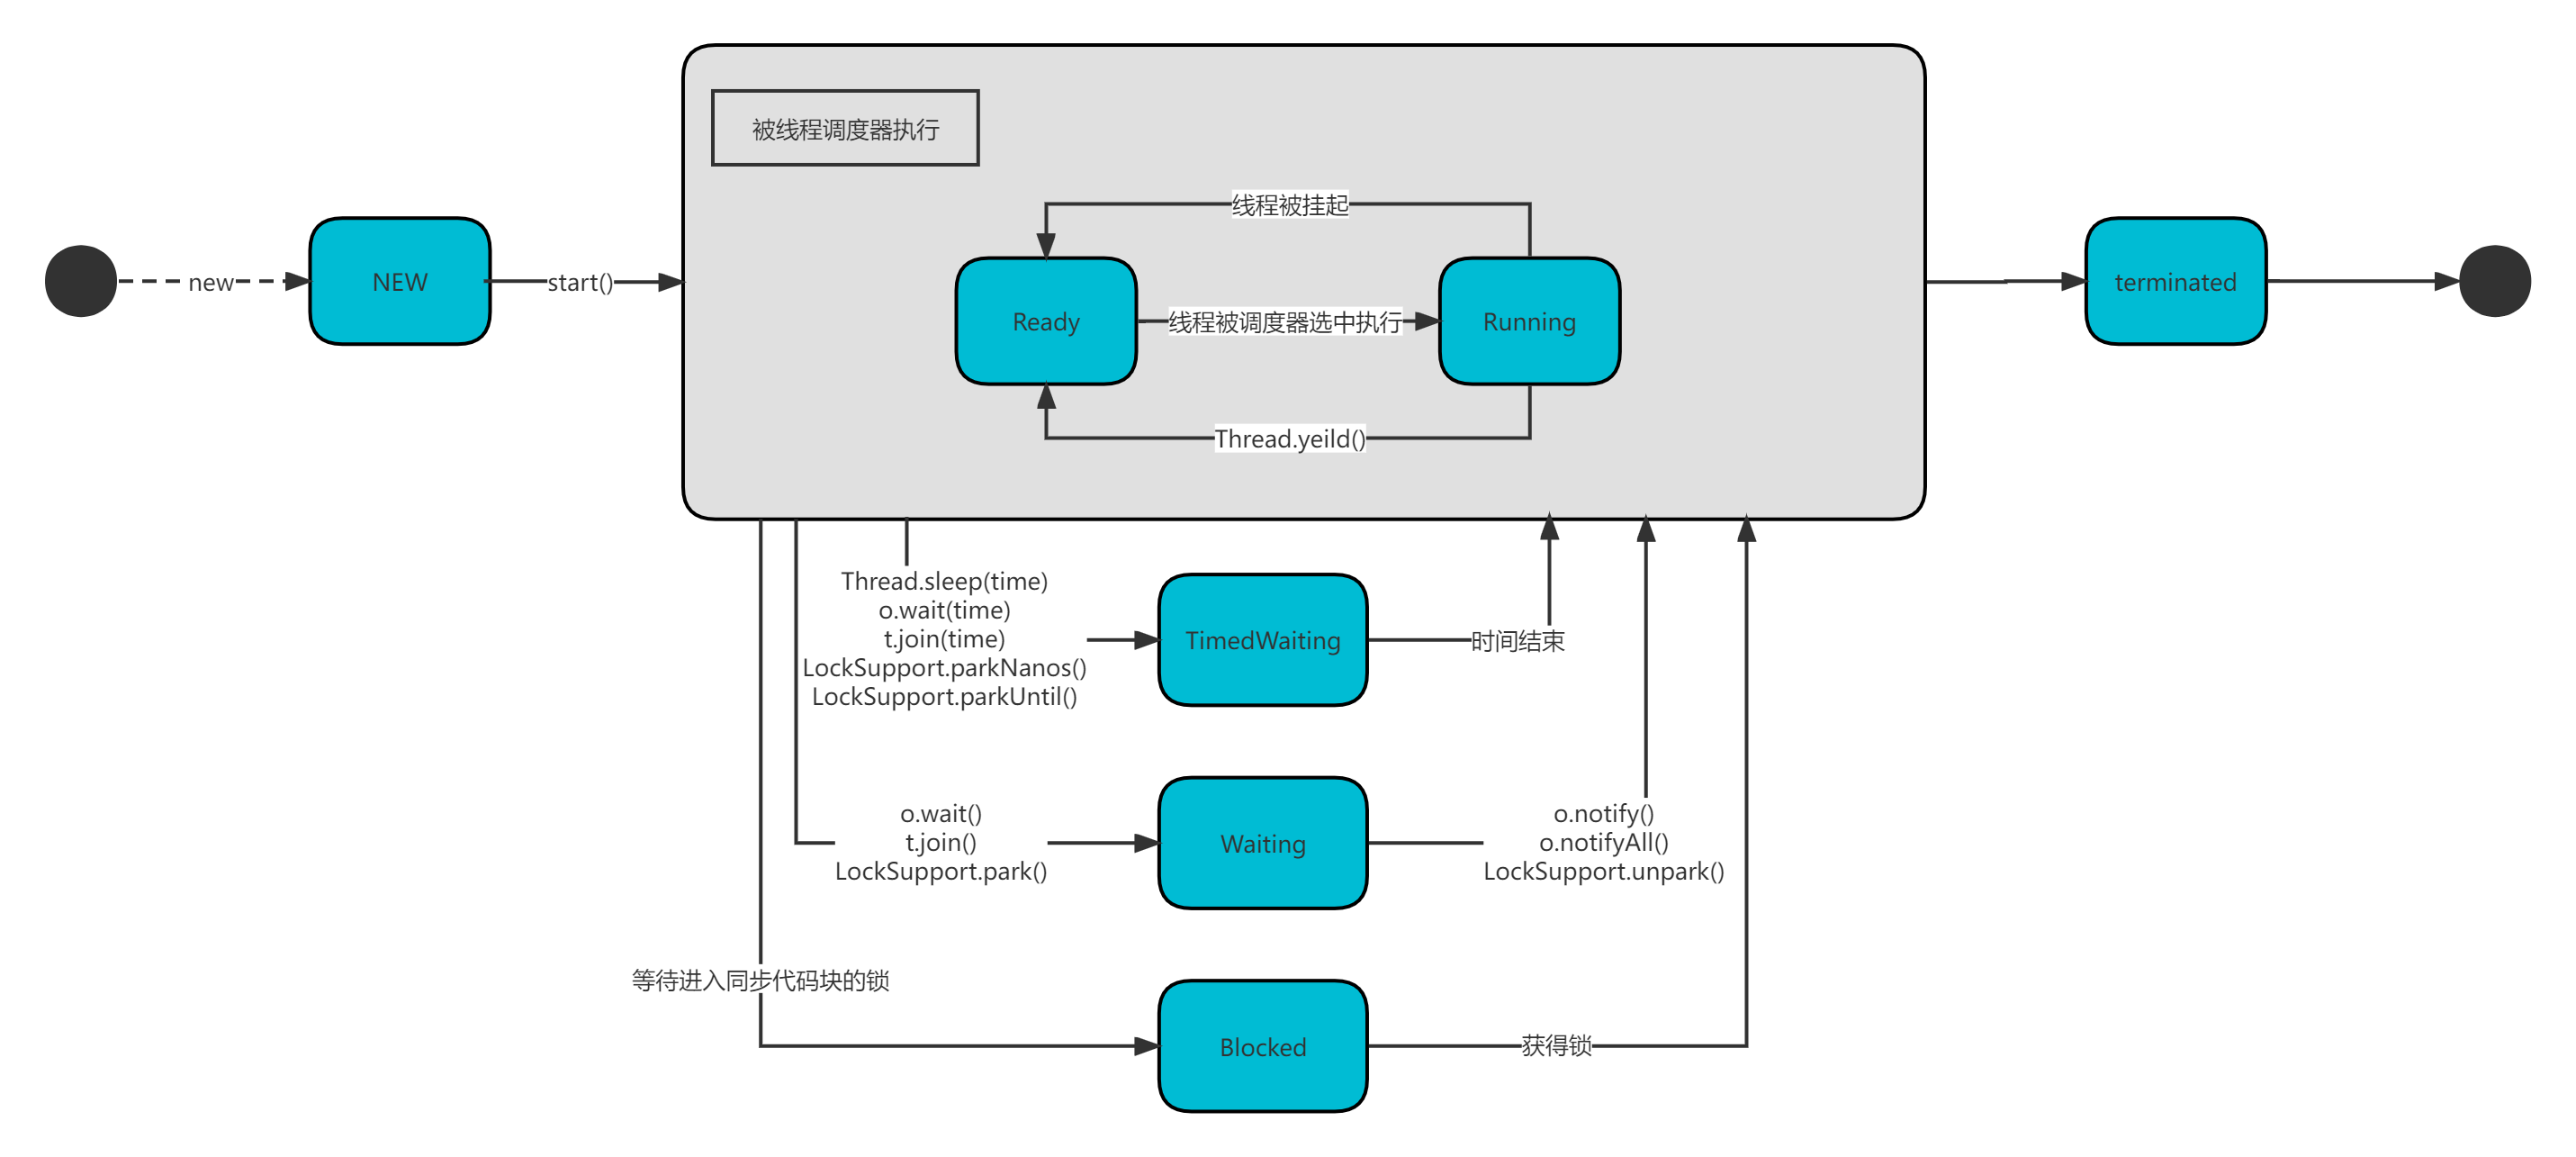 被线程调度器执行
线程被挂起
new
NEW
start()
Ready
线程被调度器选中执行
Running
terminated
Thread.yeild()
Thread.sleep(time)
o.wait(time)
t.join(time)
LockSupport.parkNanos()
LockSupport.parkUntil()
TimedWaiting
时间结束
o.wait()
t.join()
LockSupport.park()
Waiting
o.notify()
o.notifyAll()
LockSupport.unpark()
等待进入同步代码块的锁
Blocked
获得锁